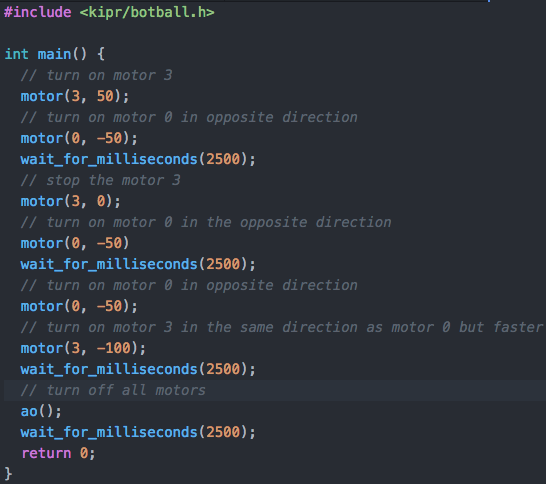 #include <kipr/botball.h>

int main() {
  // turn on motor 3
  motor(3, 50);
  // turn on motor 0 in opposite direction
  motor(0, -50);
  wait_for_milliseconds(2500);
  // stop the motor 3
  motor(3, 0);
  // turn on motor 0 in the opposite direction
  motor(0, -50)
  wait_for_milliseconds(2500);
  // turn on motor 0 in opposite direction
  motor(0, -50);
  // turn on motor 3 in the same direction as motor 0 but faster
  motor(3, -100);
  wait_for_milliseconds(2500);
  // turn off all motors
  ao();
  wait_for_milliseconds(2500);
  return 0;
}